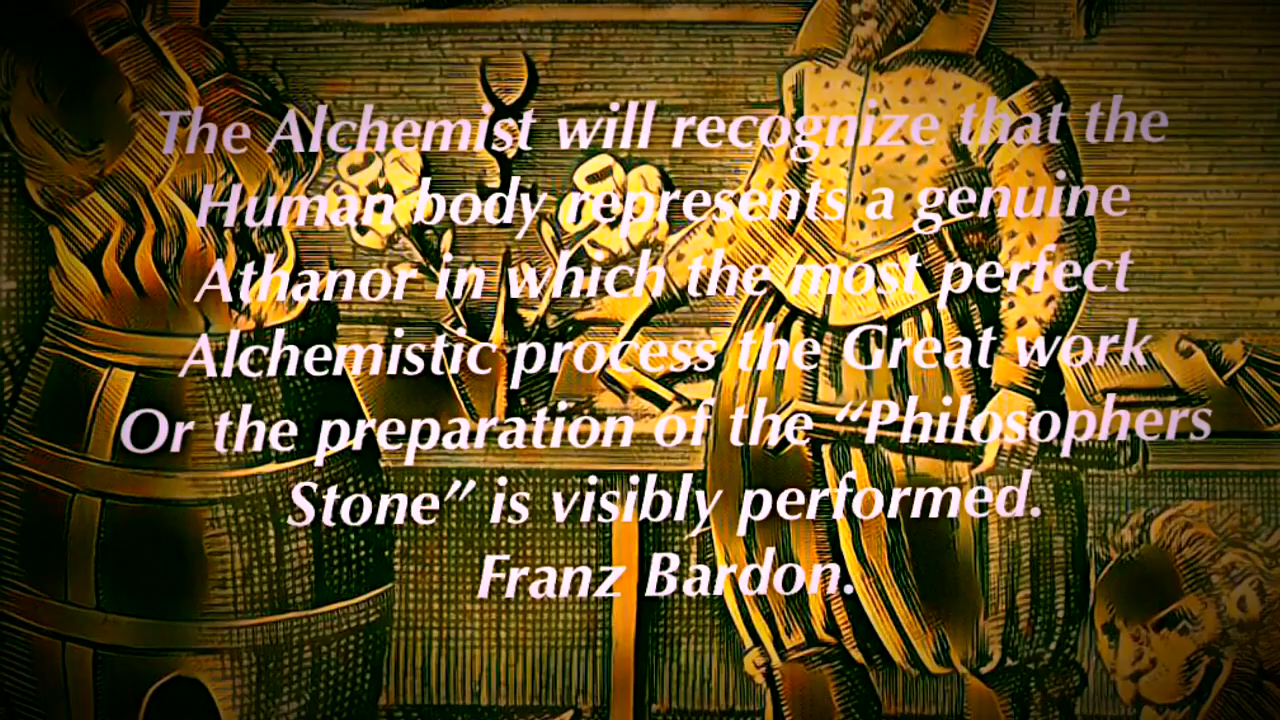 The Alchemist will recognize that the
Human body represents a genuine
Athanor in which the most perfect
Alchemistic process the Great work
Or the preparation of the “Philosophers
Stone” is visibly performed.
Franz Bardon.